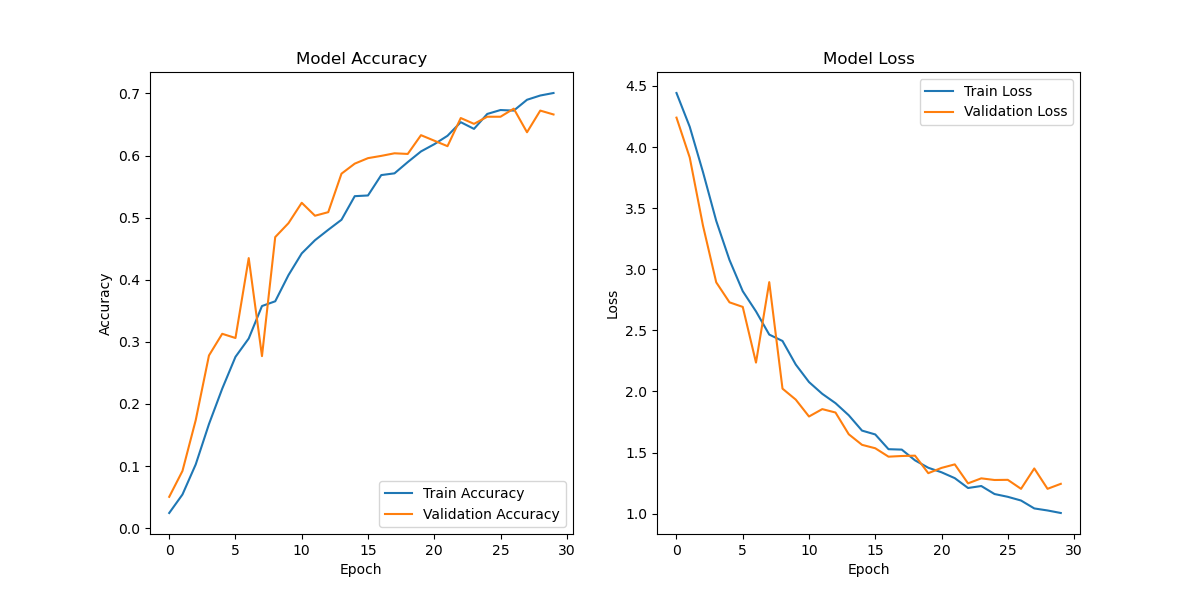 Model Accuracy
Accuracy
0.7
0.6
0.5
0.4
0.3
0.2
0.1
0.0
Train Accuracy
Validation Accuracy
0 5 10 15 20 25 30
Epoch
Model Loss
Loss
4.5
4.0
3.5
3.0
2.5
2.0
1.5
1.0
Train Loss
Validation Loss
0 5 10 15 20 25 30
Epoch